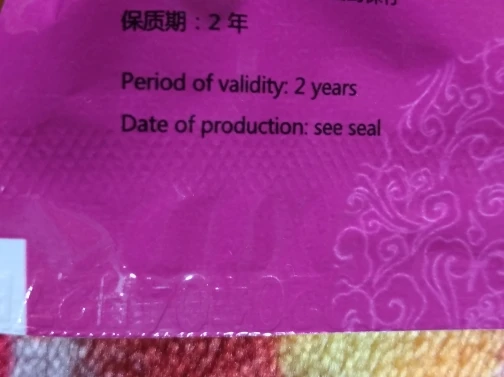 保质期：2 年
Period of validity: 2 years
Date of production: see seal